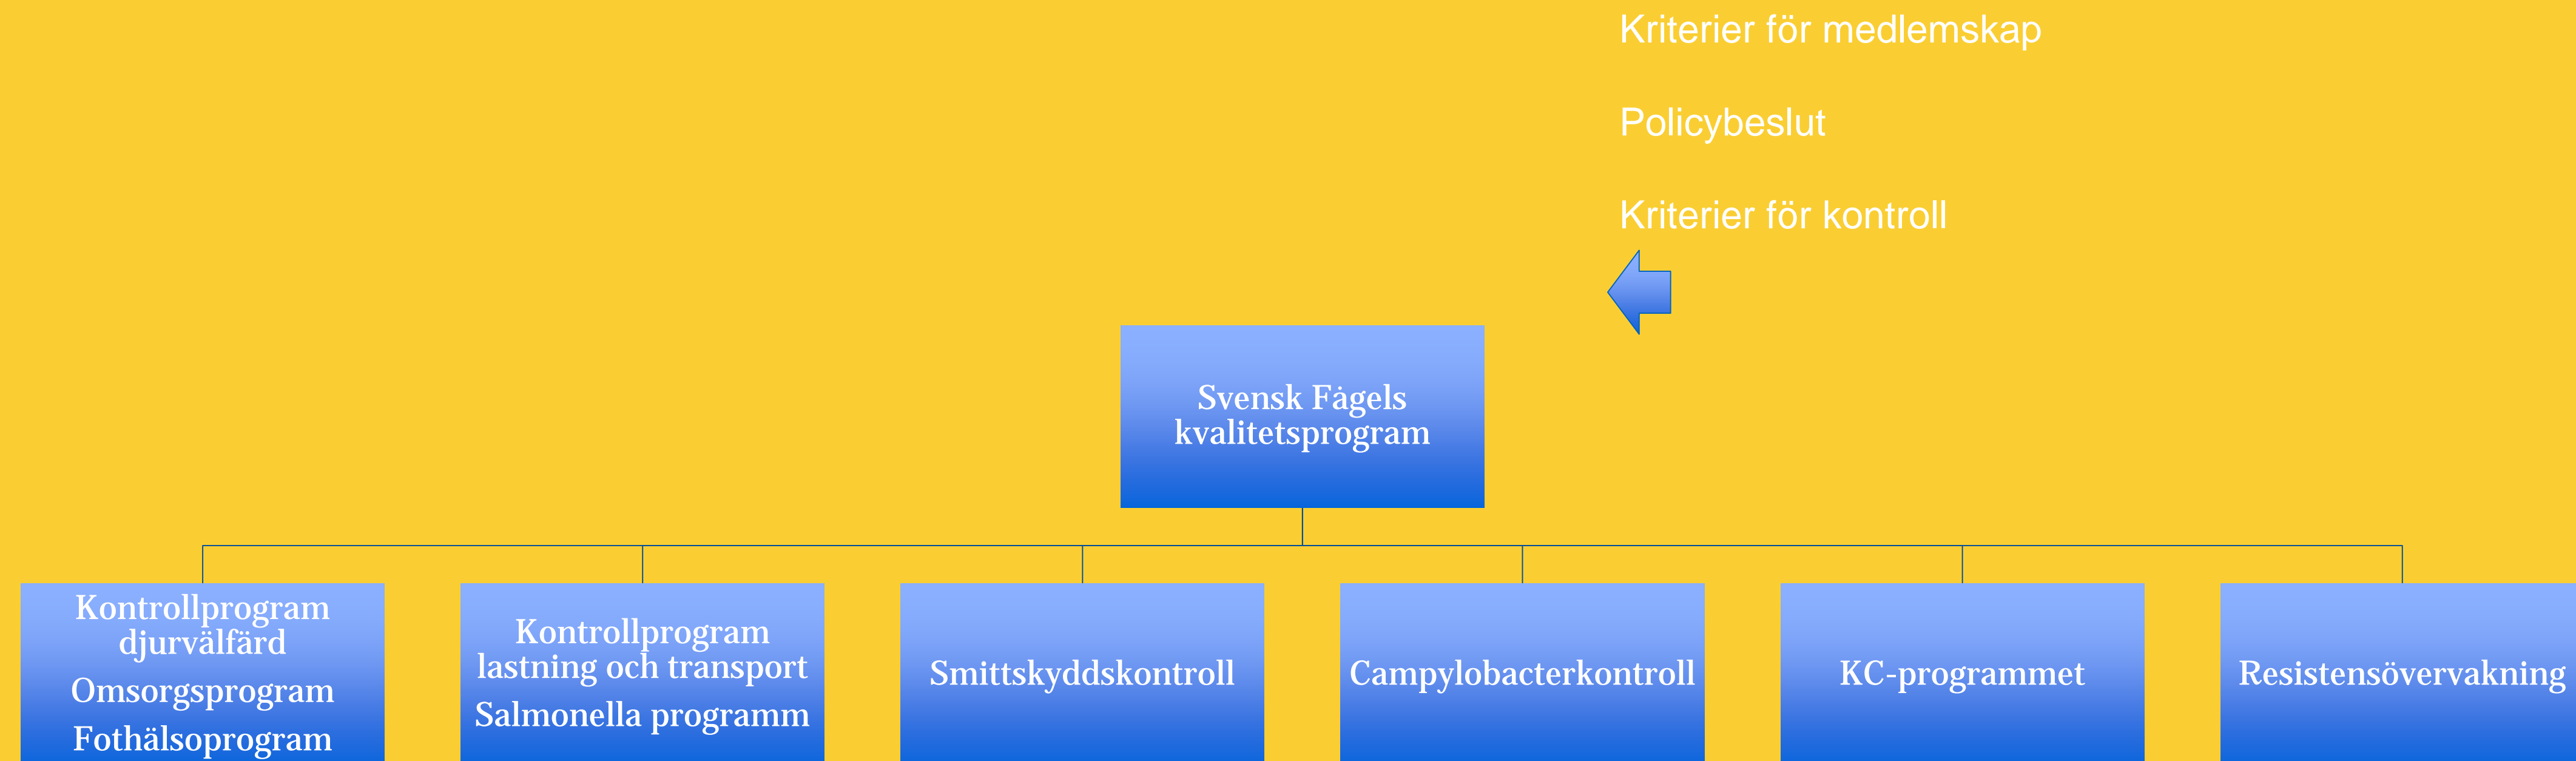 Kriterier för medlemskap
Policybeslut
Kriterier för kontroll
Svensk Fågels
kvalitetsprogram
Kontrollprogram
djurvälfärd
Omsorgsprogram
Fothälsoprogram
Kontrollprogram
lastning och transport
Salmonella programm
Smittskyddskontroll
Campylobacterkontroll
KC-programmet
Resistensövervakning